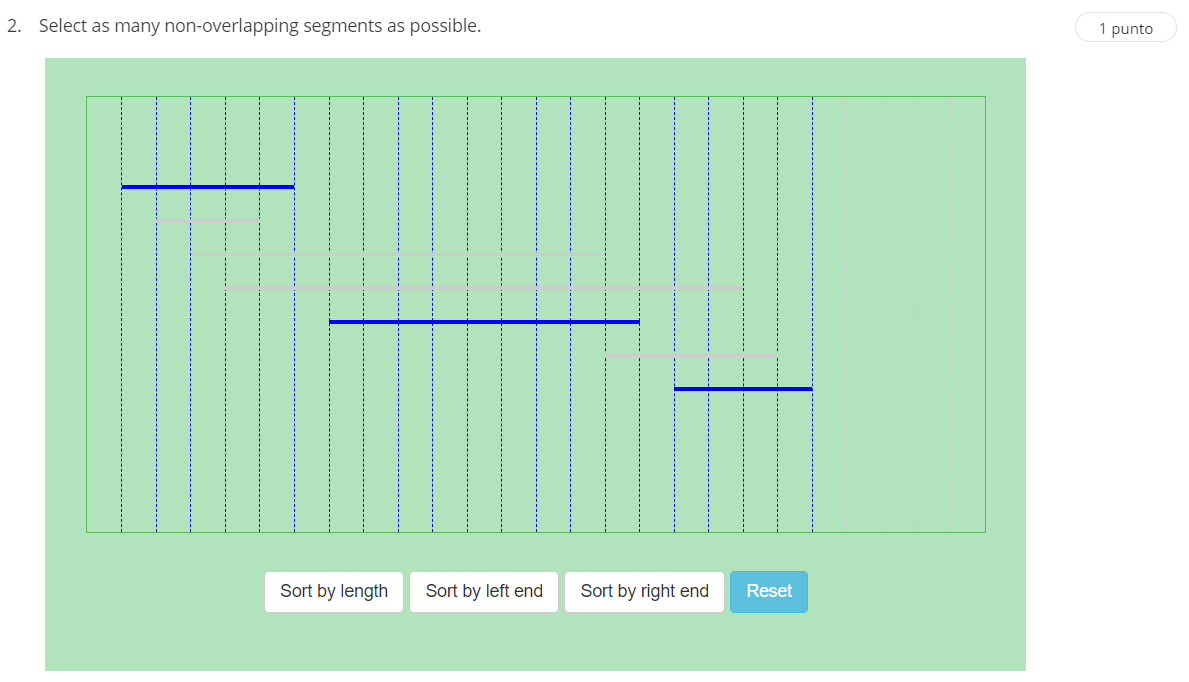 2. Select as many non-overlapping segments as possible.
1 punto
Sort by length Sort by left end Sort by right end Reset